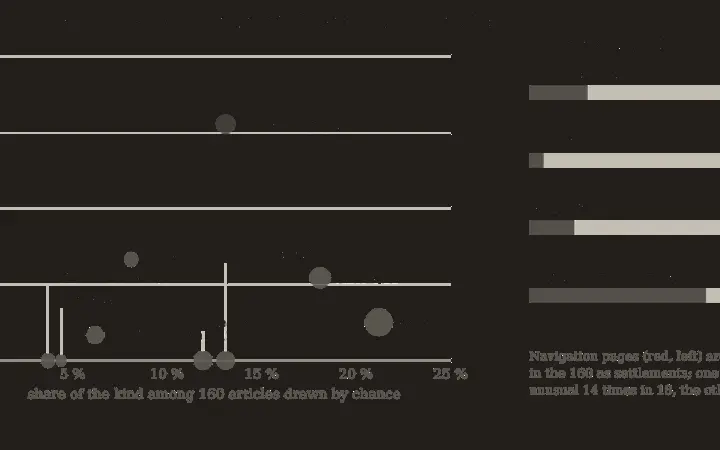 5 % 10 % 15 % 20 % 25 %
share of the kind among 160 articles drawn by chance
Navigation pages (red, left) ar
in the 160 as settlements; one
unusual 14 times in 16, the ot